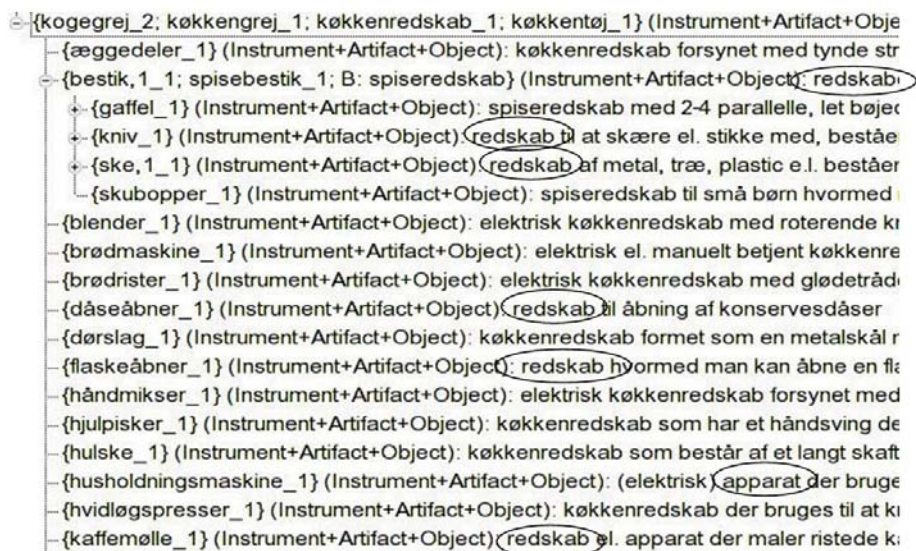 {kogegrej_2; køkkengrej_1; køkkenredskab_1; køkkentøj_1} (Instrument+Artifact+Obje
{æggedeler_1} (Instrument+Artifact+Object): køkkenredskab forsynet med tynde str
{bestik,1_1; spisebestik_1; B: spiseredskab} (Instrument+Artifact+Object): redskab
{gaffel_1} (Instrument+Artifact+Object): spiseredskab med 2-4 parallelle, let bøjed
{kniv_1} (Instrument+Artifact+Object): redskab til at skære el. stikke med, beståe
{ske,1_1} (Instrument+Artifact+Object): redskab af metal, træ, plastic e.l. beståer
{skubopper_1} (Instrument+Artifact+Object): spiseredskab til små børn hvormed
{blender_1} (Instrument+Artifact+Object): elektrisk køkkenredskab med roterende kr
{brødmaskine_1} (Instrument+Artifact+Object): elektrisk el. manuelt betjent køkkenre
{brødrister_1} (Instrument+Artifact+Object): elektrisk køkkenredskab med glødetråde
{dåseåbner_1} (Instrument+Artifact+Object): redskab til åbning af konservesdåser
{dørslag_1} (Instrument+Artifact+Object): køkkenredskab formet som en metalskål r
{flaskeåbner_1} (Instrument+Artifact+Object): redskab hvormed man kan åbne en fla
{håndmikser_1} (Instrument+Artifact+Object): elektrisk køkkenredskab forsynet med
{hjulpisker_1} (Instrument+Artifact+Object): køkkenredskab som har et håndsving de
{hulske_1} (Instrument+Artifact+Object): køkkenredskab som består af et langt skaft
{husholdningsmaskine_1} (Instrument+Artifact+Object): (elektrisk) apparat der bruge
{hvidløgspresser_1} (Instrument+Artifact+Object): køkkenredskab der bruges til at kr
{kaffemølle_1} (Instrument+Artifact+Object): redskab el. apparat der maler ristede ka